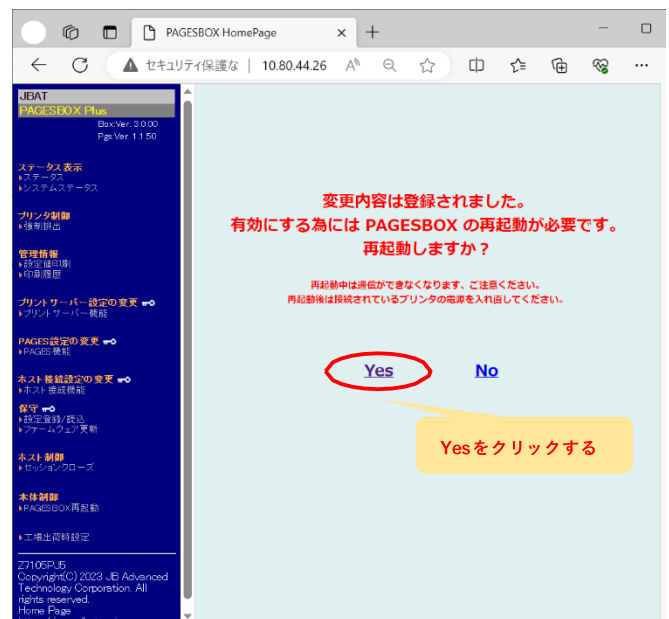 PAGESBOX HomePage
セキュリティ保護な
10.80.44.26
JBAT
PAGESBOX Plus
Box:Ver. 3.0.00
Pgs:Ver 1.1.50
ステータス表示
ステータス
システムステータス
プリンタ制御
強制排出
管理情報
設定値印刷
印刷履歴
プリントサーバー設定の変更
プリントサーバー機能
PAGES設定の変更
PAGES機能
ホスト接続設定の変更
ホスト接続機能
保守
設定登録/読込
ファームウェア更新
ホスト制御
セッションクローズ
本体制御
PAGESBOX再起動
工場出荷時設定
Z7105PJ5
Copyright(C) 2023 JB Advanced
Technology Corporation. All
rights reserved.
Home Page
変更内容は登録されました。
有効にする為には PAGESBOX の再起動が必要です。
再起動しますか？
再起動中は通信ができなくなります、ご注意ください。
再起動後は接続されているプリンタの電源を入れ直してください。
Yes No
Yesをクリックする